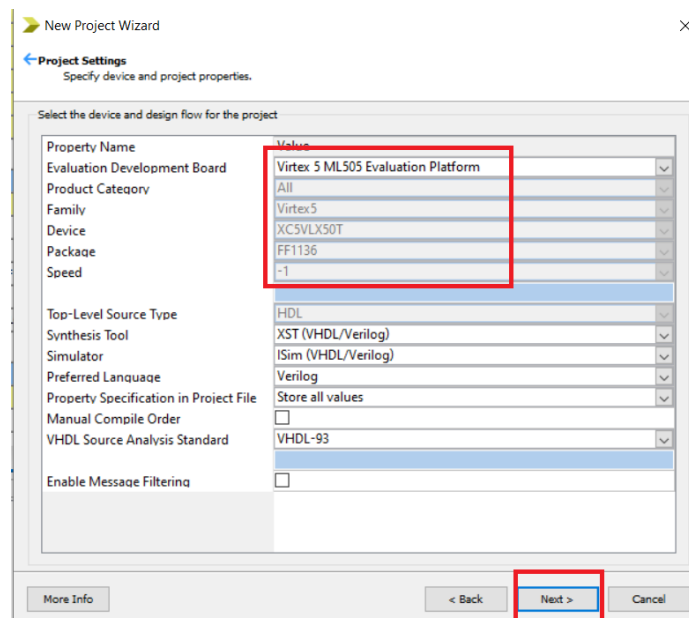 New Project Wizard
Project Settings
Specify device and project properties.
Select the device and design flow for the project
Property Name Value
Evaluation Development Board Virtex 5 ML505 Evaluation Platform
Product Category All
Family Virtex5
Device XC5VLX50T
Package FF1136
Speed -1
Top-Level Source Type HDL
Synthesis Tool XST (VHDL/Verilog)
Simulator ISim (VHDL/Verilog)
Preferred Language Verilog
Property Specification in Project File Store all values
Manual Compile Order
VHDL Source Analysis Standard VHDL-93
Enable Message Filtering
More Info < Back Next > Cancel